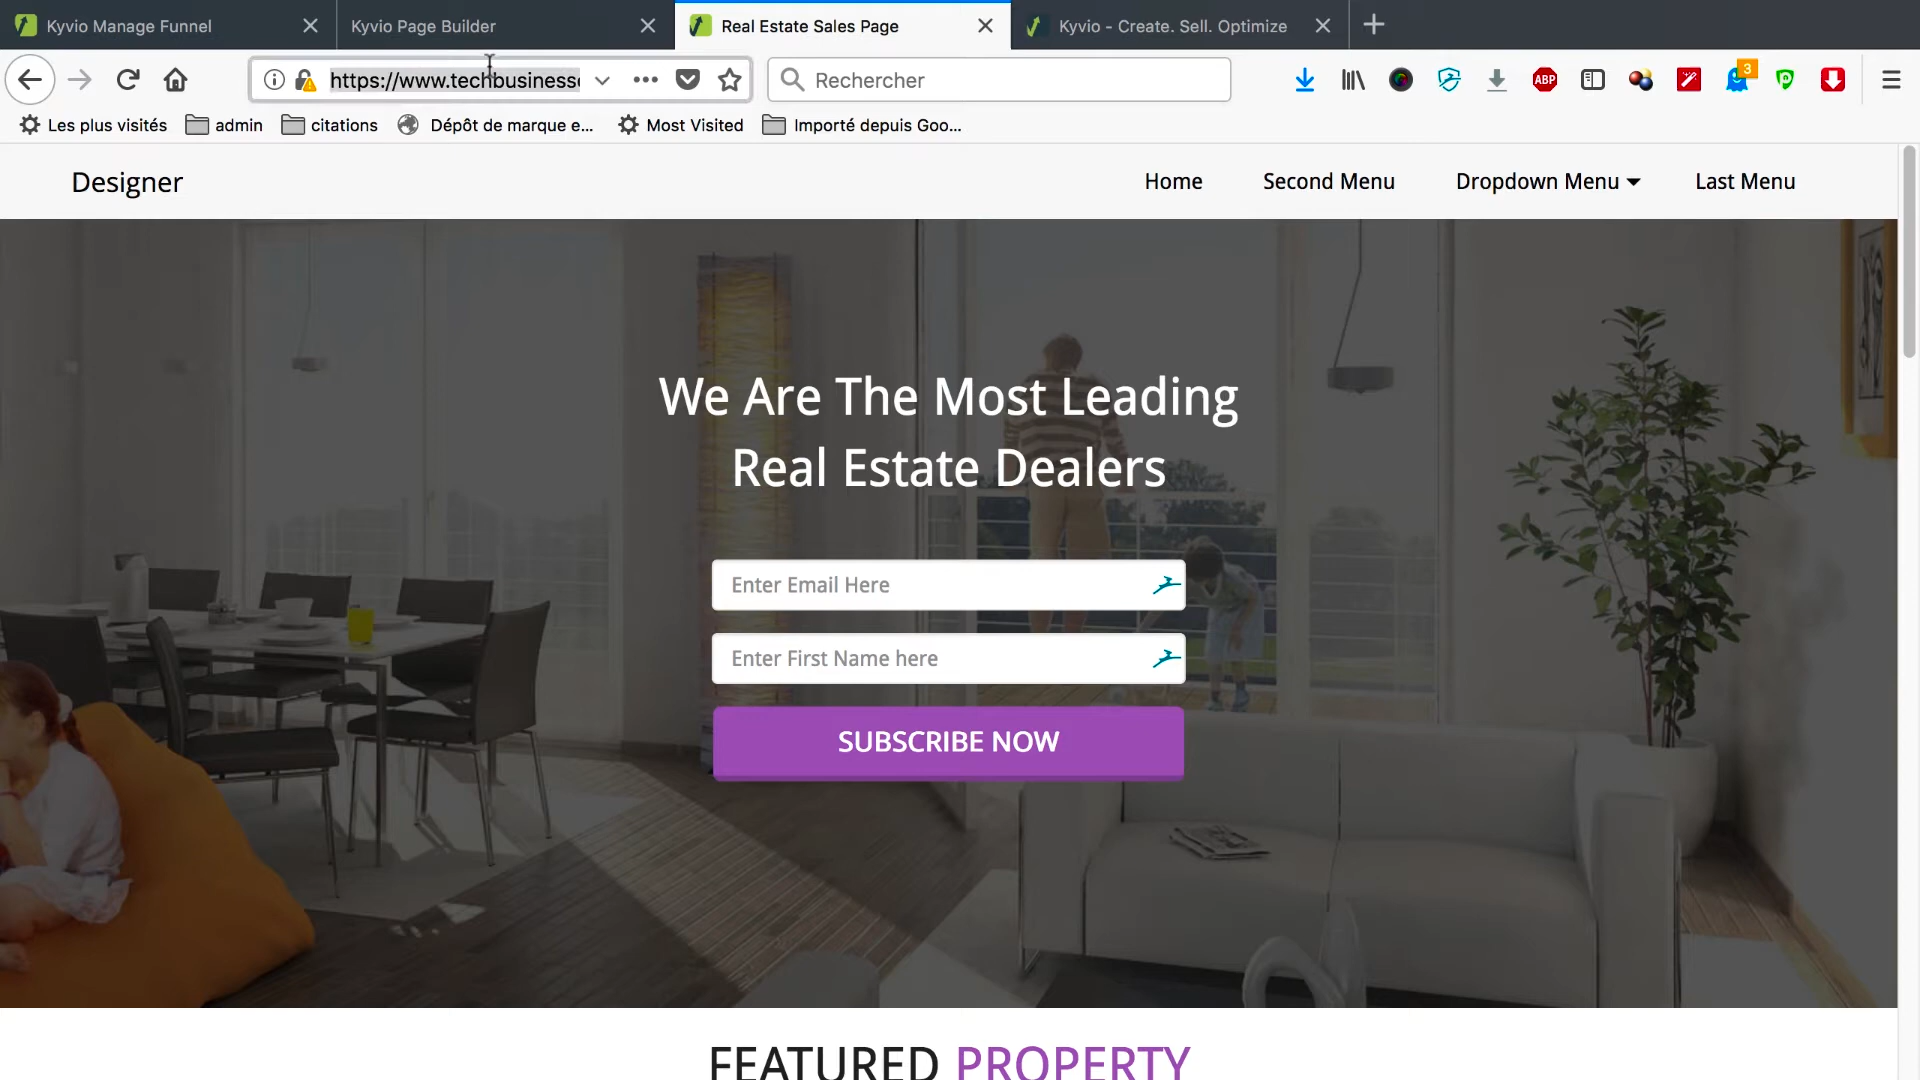 Kyvio Manage Funnel
Kyvio Page Builder
Real Estate Sales Page
Kyvio - Create. Sell. Optimize
https://www.techbusiness
Rechercher
ABP
3
Les plus visités
admin
citations
Dépôt de marque e...
Most Visited
Importé depuis Goo...
Designer
Home
Second Menu
Dropdown Menu
Last Menu
We Are The Most Leading
Real Estate Dealers
Enter Email Here
Enter First Name here
SUBSCRIBE NOW
FEATURED PROPERTY